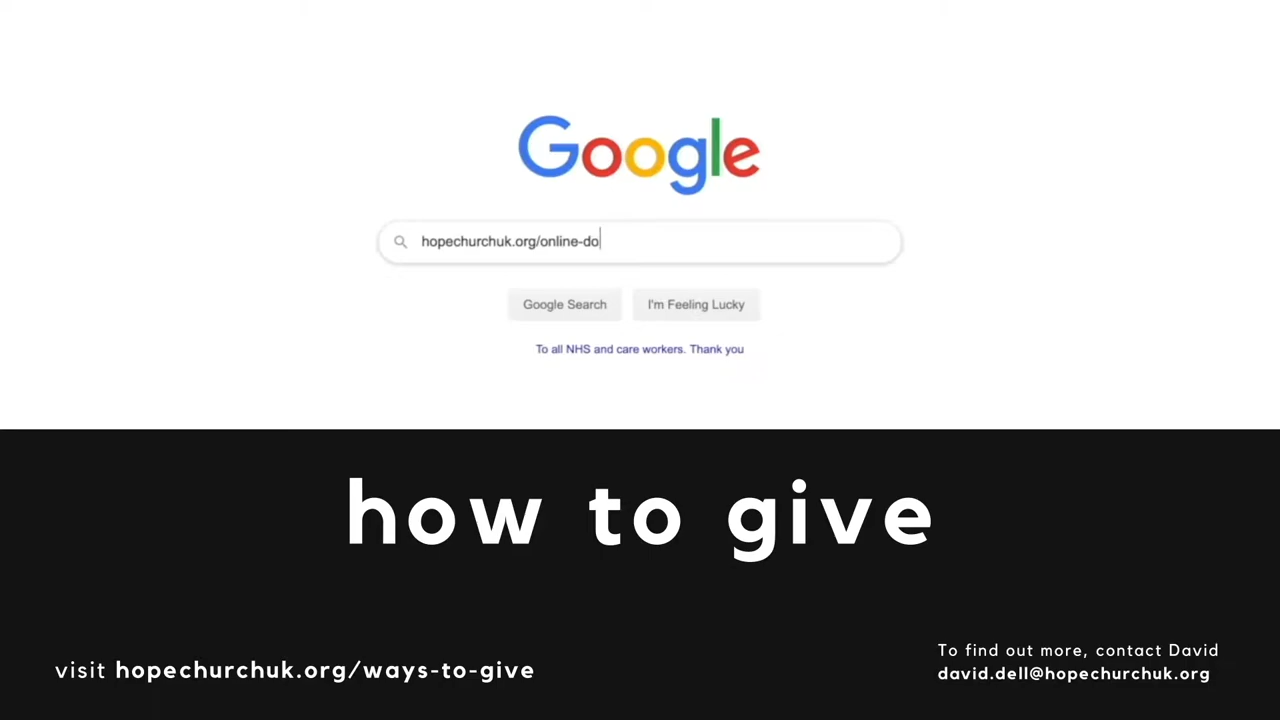 Google
hopechurchuk.org/online-do
Google Search
I'm Feeling Lucky
To all NHS and care workers. Thank you
how to give
visit hopechurchuk.org/ways-to-give
To find out more, contact David
david.dell@hopechurchuk.org